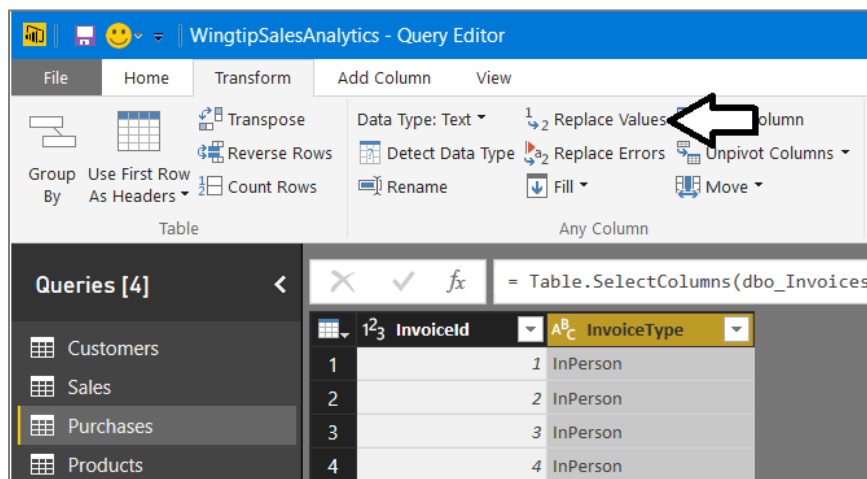 WingtipSalesAnalytics - Query Editor
File Home Transform Add Column View
Transpose
Reverse Rows
Count Rows
Group By
Use First Row As Headers
Table
Data Type: Text
Detect Data Type
Rename
Replace Values
Replace Errors
Fill
Unpivot Columns
Move
Any Column
Queries [4]
fx = Table.SelectColumns(dbo_Invoices
Customers
Sales
Purchases
Products
1²3 InvoiceId ABC InvoiceType
1 1 InPerson
2 2 InPerson
3 3 InPerson
4 4 InPerson